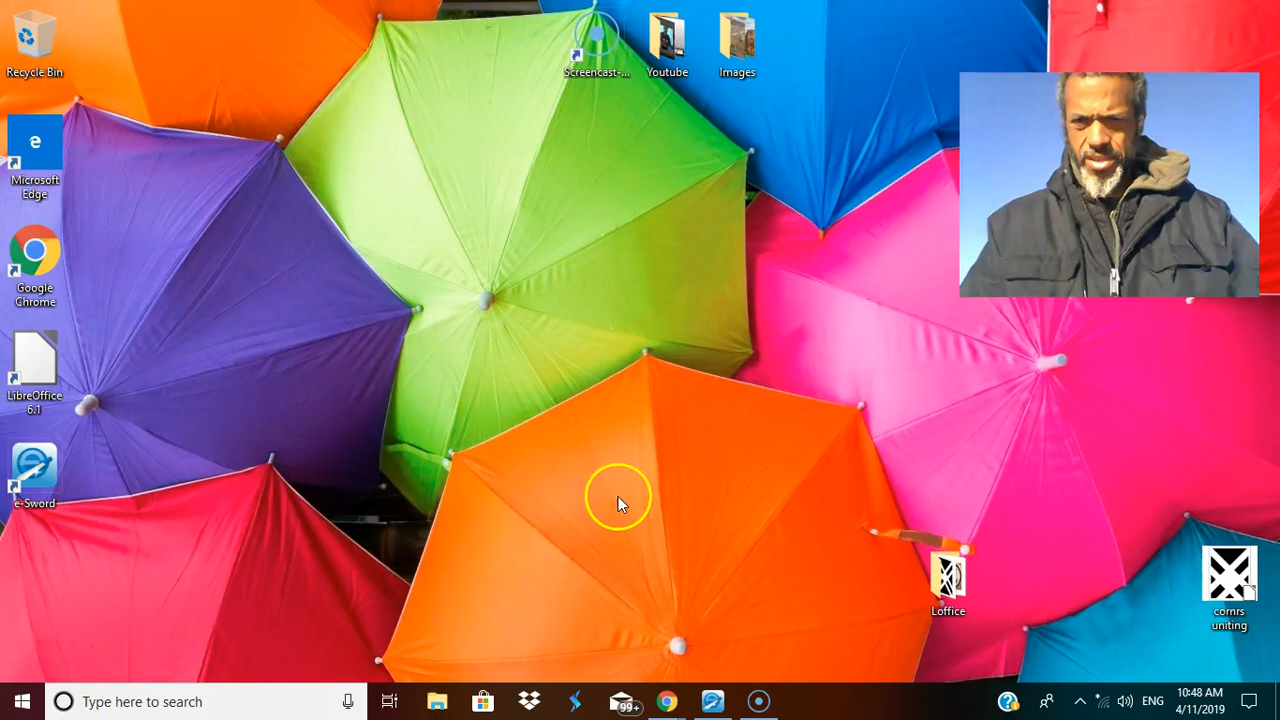 Recycle Bin
Screencast-...
Youtube
Images
Microsoft
Edge
Google
Chrome
LibreOffice
6.1
e-Sword
Loffice
cornrs
uniting
Type here to search
99+
ENG
10:48 AM
4/11/2019